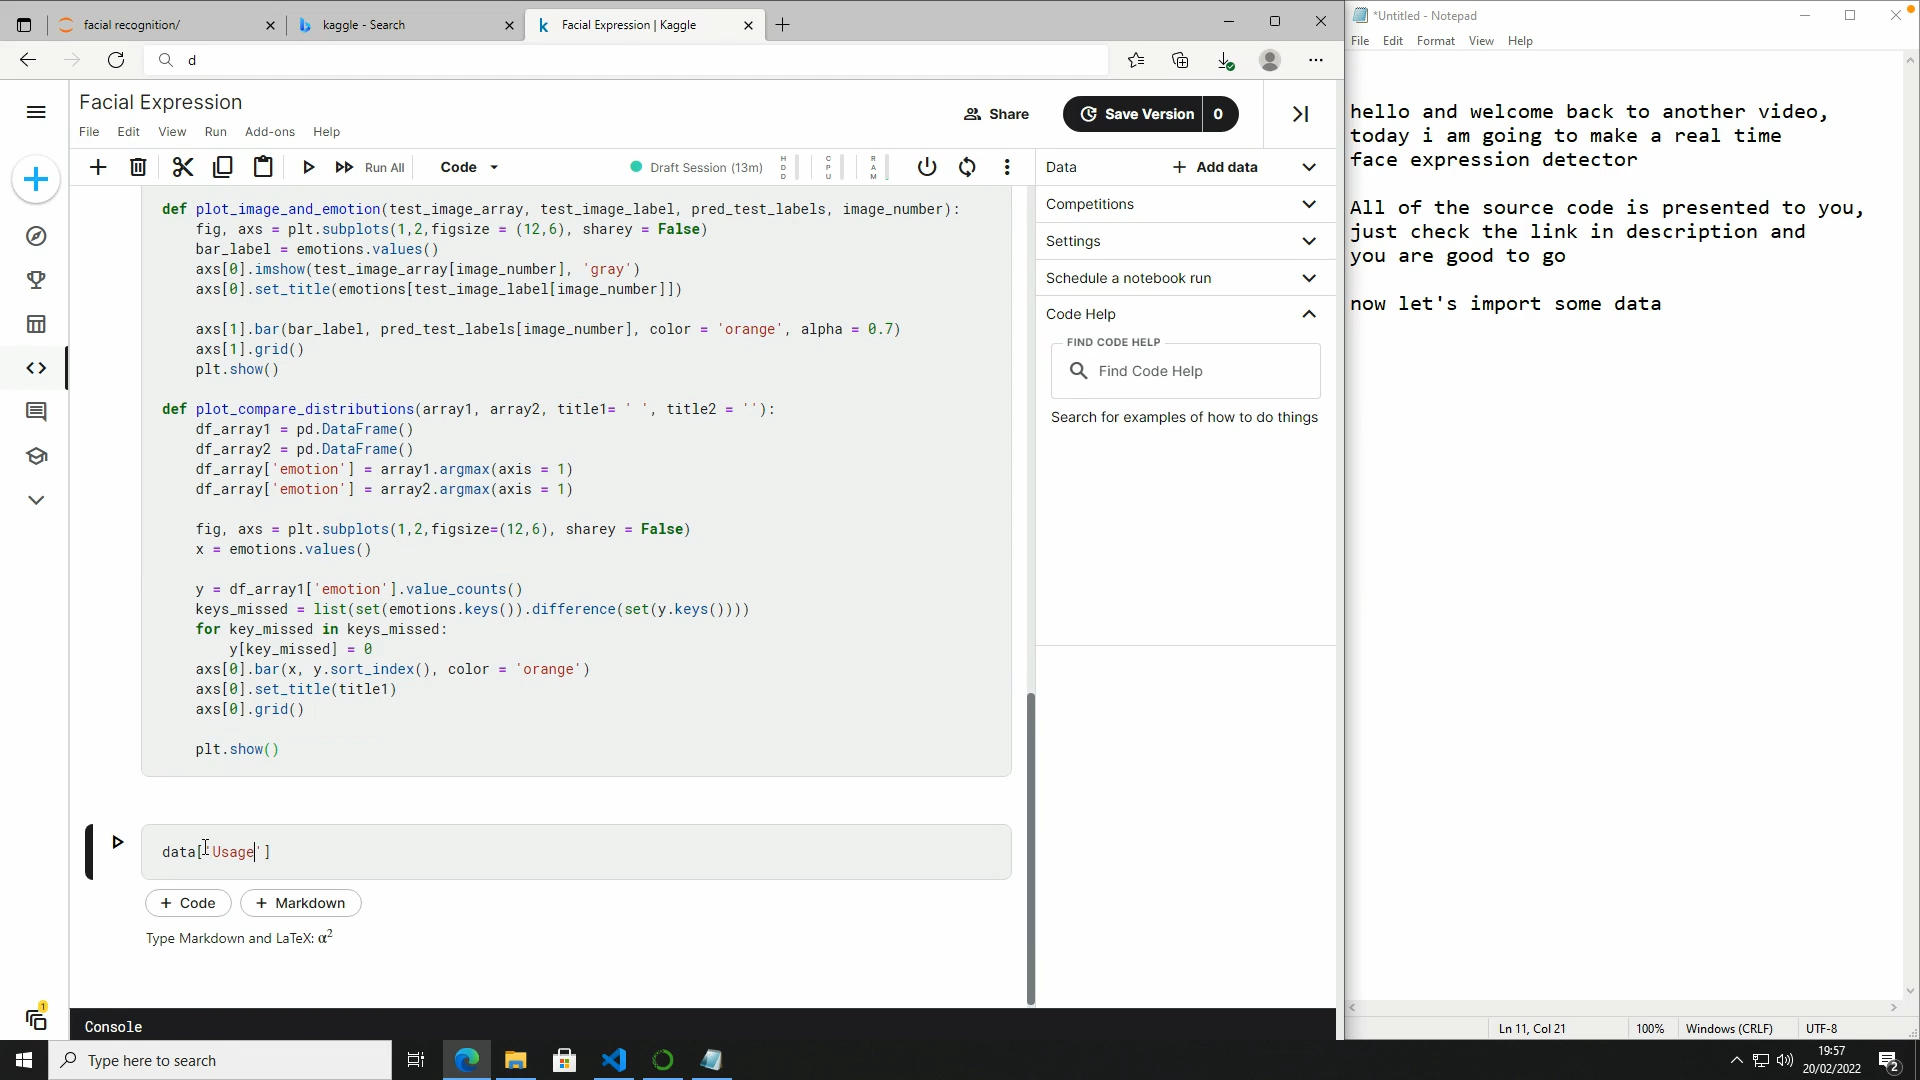 facial recognition/
kaggle - Search
Facial Expression | Kaggle
*Untitled - Notepad
File Edit Format View Help
d
Facial Expression
File Edit View Run Add-ons Help
Share
Save Version 0
Run All
Code
Draft Session (13m)
HDD
CPU
RAM
def plot_image_and_emotion(test_image_array, test_image_label, pred_test_labels, image_number):
fig, axs = plt.subplots(1,2,figsize = (12,6), sharey = False)
bar_label = emotions.values()
axs[0].imshow(test_image_array[image_number], 'gray')
axs[0].set_title(emotions[test_image_label[image_number]])
axs[1].bar(bar_label, pred_test_labels[image_number], color = 'orange', alpha = 0.7)
axs[1].grid()
plt.show()
def plot_compare_distributions(array1, array2, title1= ' ', title2 = ''):
df_array1 = pd.DataFrame()
df_array2 = pd.DataFrame()
df_array['emotion'] = array1.argmax(axis = 1)
df_array['emotion'] = array2.argmax(axis = 1)
fig, axs = plt.subplots(1,2,figsize=(12,6), sharey = False)
x = emotions.values()
y = df_array1['emotion'].value_counts()
keys_missed = list(set(emotions.keys()).difference(set(y.keys())))
for key_missed in keys_missed:
y[key_missed] = 0
axs[0].bar(x, y.sort_index(), color = 'orange')
axs[0].set_title(title1)
axs[0].grid()
plt.show()
data['Usage']
+ Code
+ Markdown
Type Markdown and LaTeX: α²
Console
Data
+ Add data
Competitions
Settings
Schedule a notebook run
Code Help
FIND CODE HELP
Find Code Help
Search for examples of how to do things
hello and welcome back to another video,
today i am going to make a real time
face expression detector
All of the source code is presented to you,
just check the link in description and
you are good to go
now let's import some data
Ln 11, Col 21
100%
Windows (CRLF)
UTF-8
1
Type here to search
19:57
20/02/2022
2